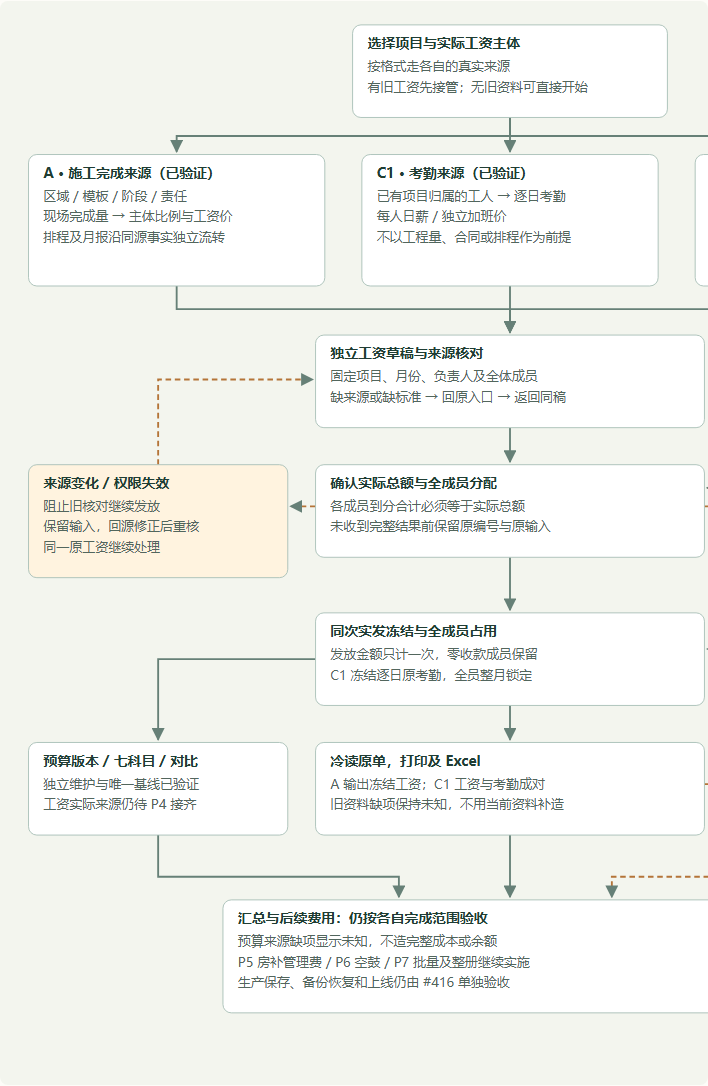 选择项目与实际工资主体
按格式走各自的真实来源
有旧工资先接管；无旧资料可直接开始
A · 施工完成来源（已验证）
区域 / 模板 / 阶段 / 责任
现场完成量 → 主体比例与工资价
排程及月报沿同源事实独立流转
C1 · 考勤来源（已验证）
已有项目归属的工人 → 逐日考勤
每人日薪 / 独立加班价
不以工程量、合同或排程作为前提
独立工资草稿与来源核对
固定项目、月份、负责人及全体成员
缺来源或缺标准 → 回原入口 → 返回同稿
来源变化 / 权限失效
阻止旧核对继续发放
保留输入，回源修正后重核
同一原工资继续处理
确认实际总额与全成员分配
各成员到分合计必须等于实际总额
未收到完整结果前保留原编号与原输入
同次实发冻结与全成员占用
发放金额只计一次，零收款成员保留
C1 冻结逐日原考勤，全员整月锁定
预算版本 / 七科目 / 对比
独立维护与唯一基线已验证
工资实际来源仍待 P4 接齐
冷读原单，打印及 Excel
A 输出冻结工资；C1 工资与考勤成对
旧资料缺项保持未知，不用当前资料补造
汇总与后续费用：仍按各自完成范围验收
预算来源缺项显示未知，不造完整成本或余额
P5 房补管理费 / P6 空鼓 / P7 批量及整册继续实施
生产保存、备份恢复和上线仍由 #416 单独验收